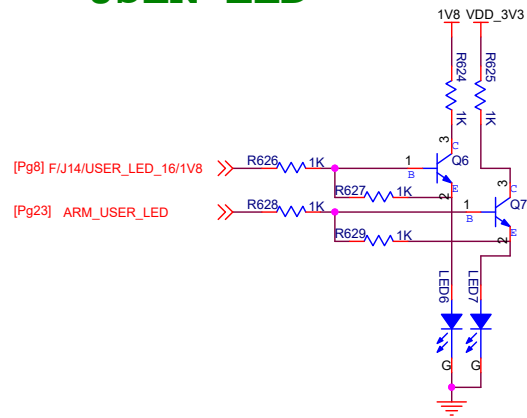 USER LED
1V8 VDD_3V3
R624 1K
R625 1K
[Pg8] F/J14/USER_LED_16/1V8
R626 1K
1 B
3 C
Q6
2 E
R627 1K
[Pg23] ARM_USER_LED
R628 1K
1 B
3 C
Q7
2 E
R629 1K
LED6
LED7
G
G